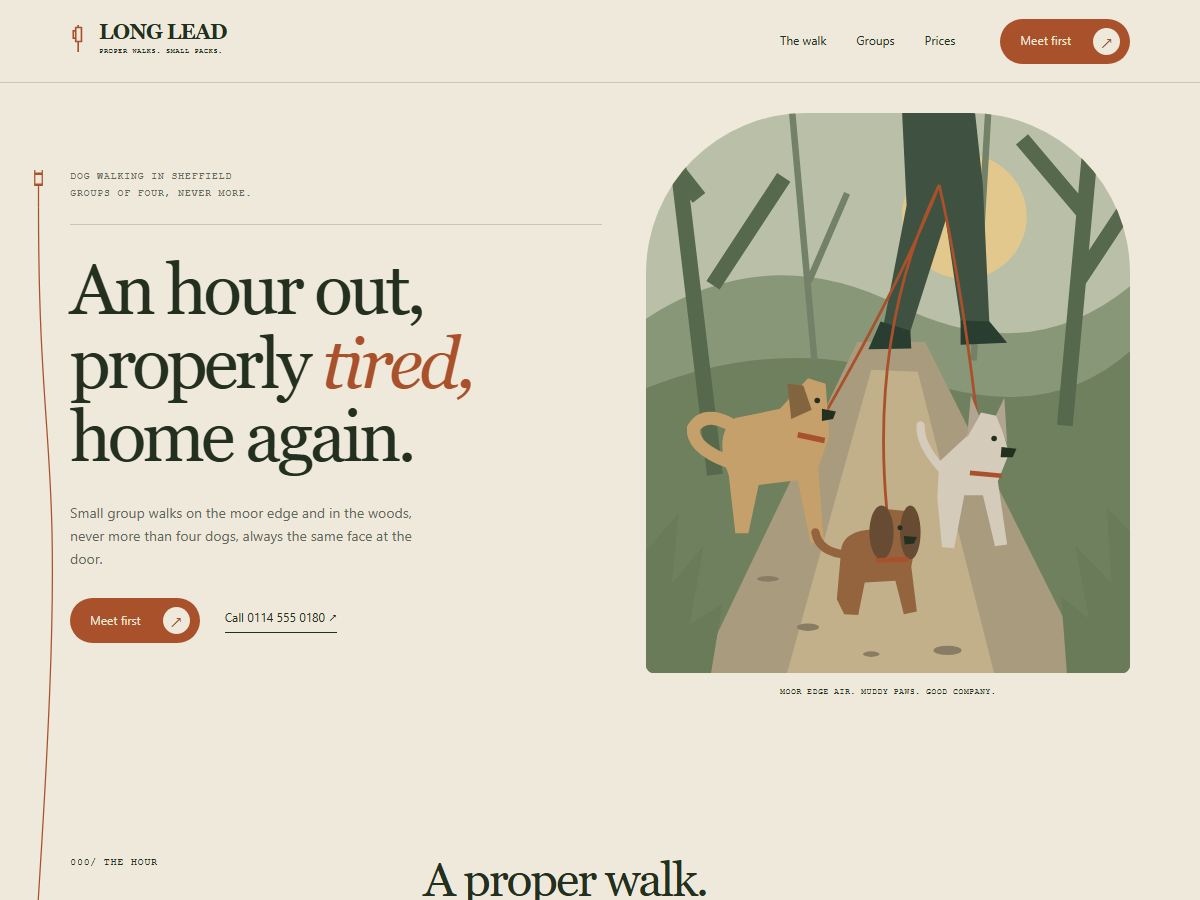 LONG LEAD
PROPER WALKS. SMALL PACKS.
The walk
Groups
Prices
Meet first ↗
DOG WALKING IN SHEFFIELD
GROUPS OF FOUR, NEVER MORE.
An hour out,
properly tired,
home again.
Small group walks on the moor edge and in the woods,
never more than four dogs, always the same face at the
door.
Meet first ↗
Call 0114 555 0180 ↗
MOOR EDGE AIR. MUDDY PAWS. GOOD COMPANY.
000/ THE HOUR
A proper walk.